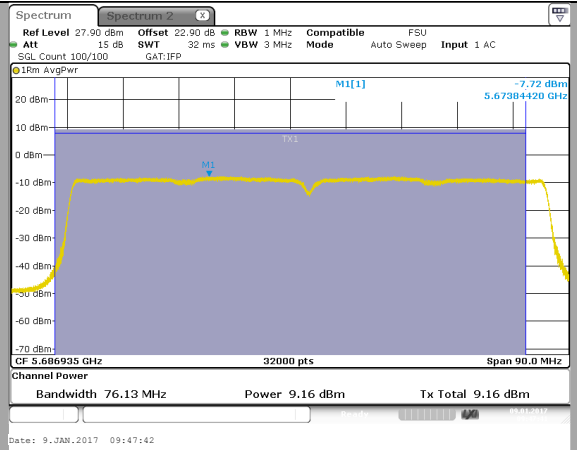 Spectrum Spectrum 2 X
Ref Level 27.90 dBm Offset 22.90 dB RBW 1 MHz Compatible FSU
Att 15 dB SWT 32 ms VBW 3 MHz Mode Auto Sweep Input 1 AC
SGL Count 100/100 GAT:IFP
1Rm AvgPwr
M1[1] -7.72 dBm
5.67384420 GHz
20 dBm
10 dBm
TX1
0 dBm
M1
-10 dBm
-20 dBm
-30 dBm
-40 dBm
-50 dBm
-60 dBm
-70 dBm
CF 5.686935 GHz 32000 pts Span 90.0 MHz
Channel Power
Bandwidth 76.13 MHz Power 9.16 dBm Tx Total 9.16 dBm
Ready 09.01.2017
Date: 9.JAN.2017 09:47:42